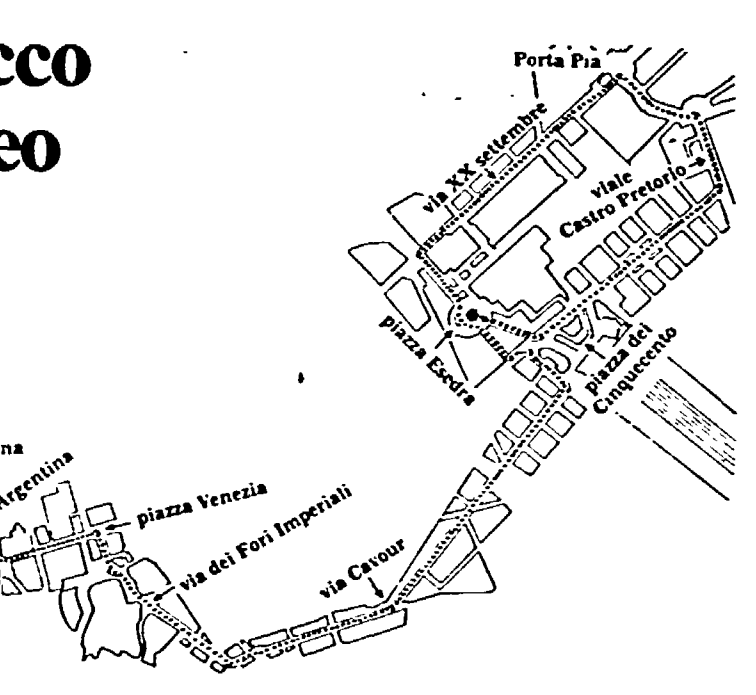 cco
eo
Porta Pia
via XX settembre
viale
Castro Pretorio
piazza Esedra
piazza dei
Cinquecento
na
Argentina
piazza Venezia
via dei Fori Imperiali
via Cavour